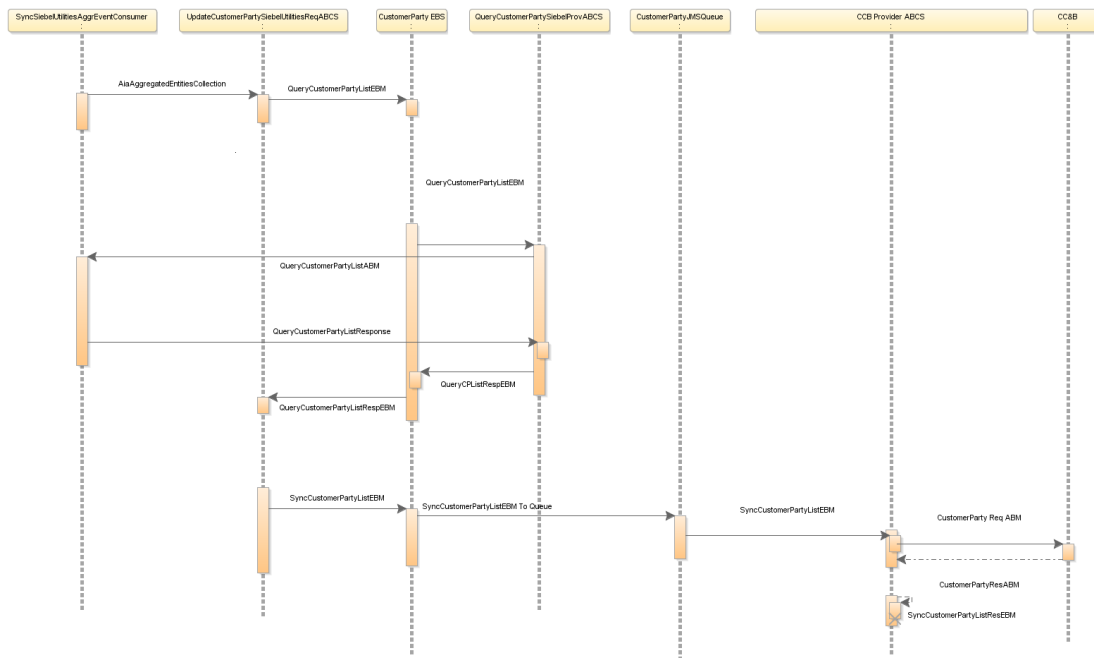 SyncSiebelUtilitiesAggrEventConsumer
UpdateCustomerPartySiebelUtilitiesReqABCS
CustomerParty EBS
QueryCustomerPartySiebelProvABCS
CustomerPartyJMSQueue
CCB Provider ABCS
CC&B
AiaAggregatedEntitiesCollection
QueryCustomerPartyListEBM
QueryCustomerPartyListEBM
QueryCustomerPartyListABM
QueryCustomerPartyListResponse
QueryCPListRespEBM
QueryCustomerPartyListRespEBM
SyncCustomerPartyListEBM
SyncCustomerPartyListEBM To Queue
SyncCustomerPartyListEBM
CustomerParty Req ABM
CustomerPartyResABM
SyncCustomerPartyListResEBM